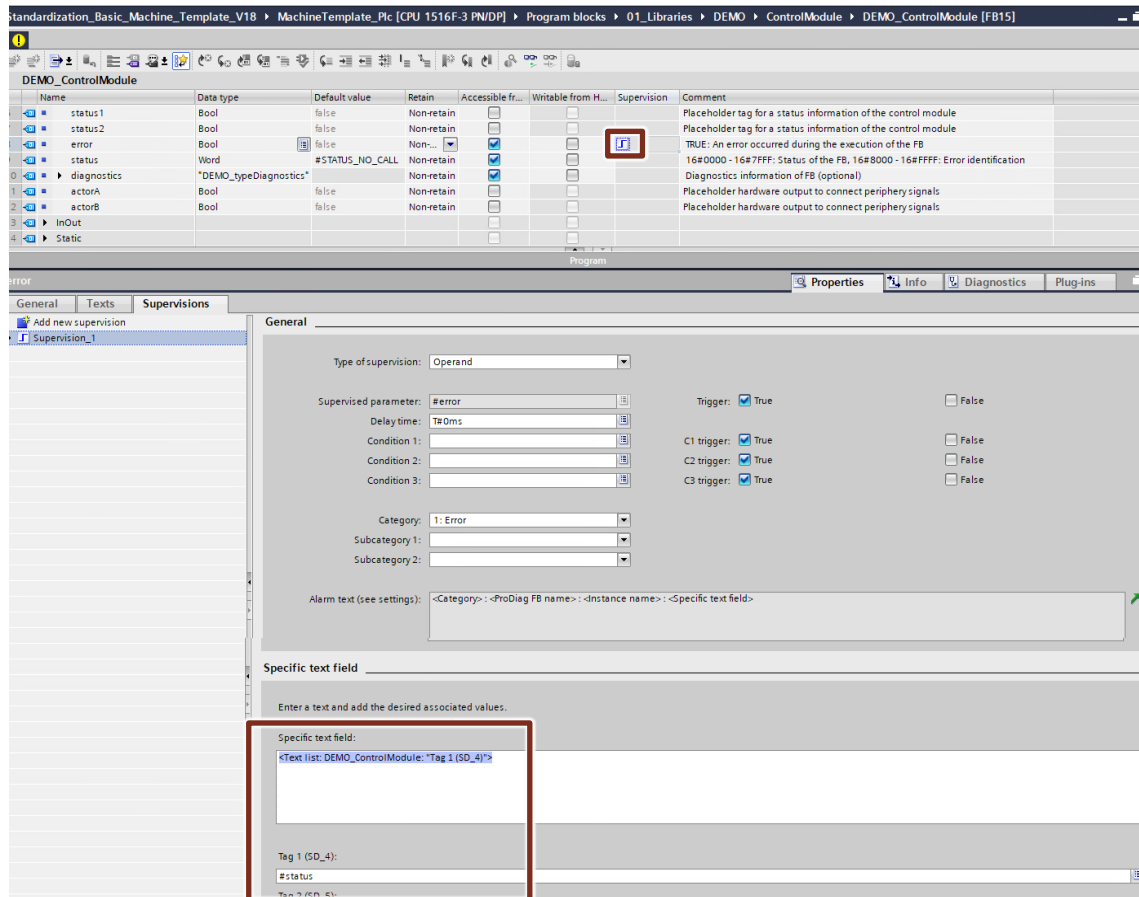 Standardization_Basic_Machine_Template_V18 ▸ MachineTemplate_Plc [CPU 1516F-3 PN/DP] ▸ Program blocks ▸ 01_Libraries ▸ DEMO ▸ ControlModule ▸ DEMO_ControlModule [FB15]
DEMO_ControlModule
Name Data type Default value Retain Accessible fr... Writable from H... Supervision Comment
status1 Bool false Non-retain Placeholder tag for a status information of the control module
status2 Bool false Non-retain Placeholder tag for a status information of the control module
error Bool false Non-... TRUE: An error occurred during the execution of the FB
status Word #STATUS_NO_CALL Non-retain 16#0000 - 16#7FFF: Status of the FB, 16#8000 - 16#FFFF: Error identification
0 diagnostics "DEMO_typeDiagnostics" Non-retain Diagnostics information of FB (optional)
1 actorA Bool false Non-retain Placeholder hardware output to connect periphery signals
2 actorB Bool false Non-retain Placeholder hardware output to connect periphery signals
3 InOut
4 Static
Program
error Properties Info Diagnostics Plug-ins
General Texts Supervisions
Add new supervision
Supervision_1
General
Type of supervision: Operand
Supervised parameter: #error Trigger: True False
Delay time: T#0ms
Condition 1: C1 trigger: True False
Condition 2: C2 trigger: True False
Condition 3: C3 trigger: True False
Category: 1: Error
Subcategory 1:
Subcategory 2:
Alarm text (see settings): <Category> : <ProDiag FB name> : <Instance name> : <Specific text field>
Specific text field
Enter a text and add the desired associated values.
Specific text field:
<Text list: DEMO_ControlModule: "Tag 1 (SD_4)">
Tag 1 (SD_4):
#status
Tag 2 (SD_5):